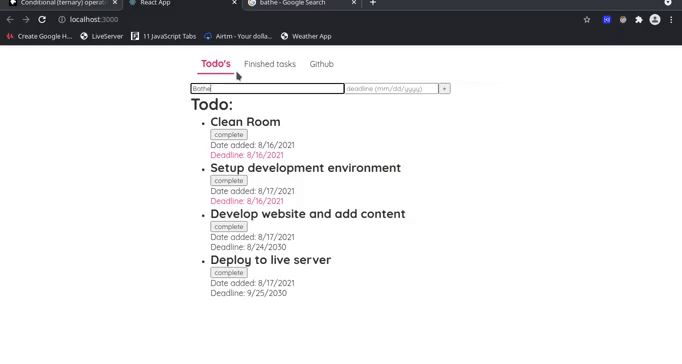 Conditional (ternary) operat
React App
bathe - Google Search
localhost:3000
Create Google H...
LiveServer
11 JavaScript Tabs
Airtm - Your dolla...
Weather App
Todo's
Finished tasks
Github
Bathe
deadline (mm/dd/yyyy)
+
Todo:
Clean Room
complete
Date added: 8/16/2021
Deadline: 8/16/2021
Setup development environment
complete
Date added: 8/17/2021
Deadline: 8/16/2021
Develop website and add content
complete
Date added: 8/17/2021
Deadline: 8/24/2030
Deploy to live server
complete
Date added: 8/17/2021
Deadline: 9/25/2030